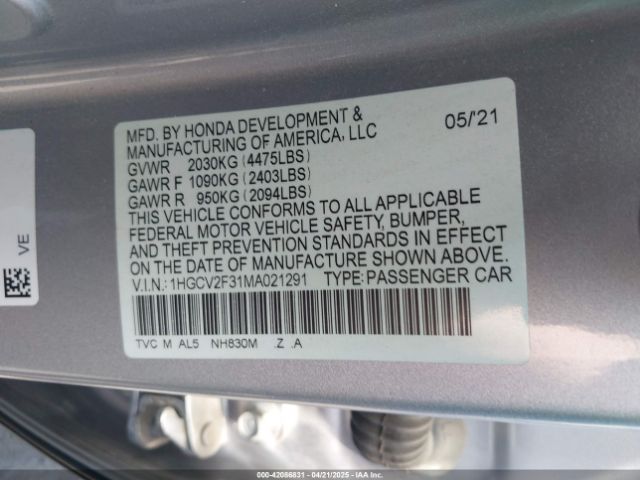 MFD. BY HONDA DEVELOPMENT & 05/'21
MANUFACTURING OF AMERICA, LLC
GVWR 2030KG (4475LBS)
GAWR F 1090KG (2403LBS)
GAWR R 950KG (2094LBS)
THIS VEHICLE CONFORMS TO ALL APPLICABLE
FEDERAL MOTOR VEHICLE SAFETY, BUMPER,
AND THEFT PREVENTION STANDARDS IN EFFECT
ON THE DATE OF MANUFACTURE SHOWN ABOVE.
V.I.N.: 1HGCV2F31MA021291 TYPE: PASSENGER CAR
TVC M AL5 NH830M .Z .A
VE
000-42086831 04/21/2025 IAA Inc.